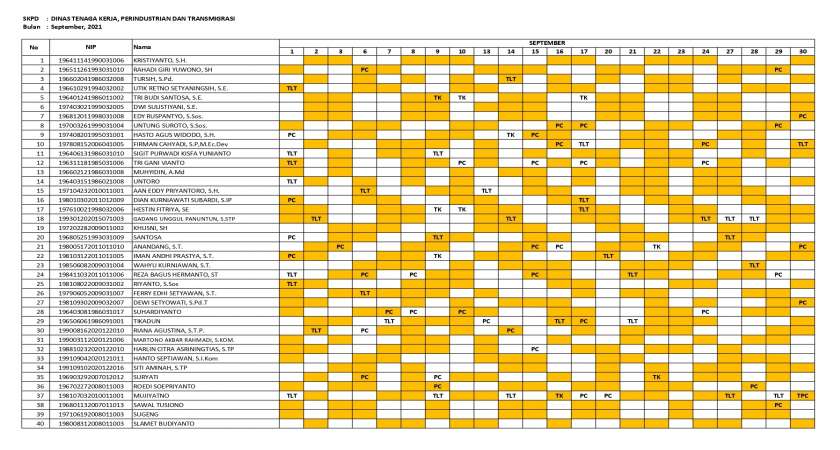 SKPD : DINAS TENAGA KERJA, PERINDUSTRIAN DAN TRANSMIGRASI
Bulan : September, 2021
No NIP Nama SEPTEMBER
1 2 3 6 7 8 9 10 13 14 15 16 17 20 21 22 23 24 27 28 29 30
1 196411141990031006 KRISTIYANTO, S.H.
2 196511261993031010 RAHADI GIRI YUWONO, SH PC PC
3 196602041986032008 TURSIH, S.Pd. TLT
4 196610291994032002 UTIK RETNO SETYANINGSIH, S.E. TLT
5 196401241986011002 TRI BUDI SANTOSA, S.E. TK TK TK
6 197403021999032005 DWI SULISTIYANI, S.E.
7 196812011998031008 EDY RUSPANTYO, S.Sos. PC
8 197003261999031004 UNTUNG SUROTO, S.Sos. PC PC PC
9 197408201995031001 HASTO AGUS WIDODO, S.H. PC TK PC
10 197808152006041005 FIRMAN CAHYADI, S.P,M.Ec.Dev PC TLT PC TLT
11 196406131986031010 SIGIT PURWADI KISFA YUNIANTO TLT TLT
12 196311181985031006 TRI GANI VIANTO TLT PC PC PC PC
13 196602121986031008 MUHYIDIN, A.Md
14 196403151986021008 UNTORO TLT
15 197104232010011001 AAN EDDY PRIYANTORO, S.H. TLT TLT
16 198010302011012009 DIAN KURNIAWATI SUBARDI, S.IP PC TLT
17 197610021998032006 HESTIN FITRIYA, SE TK TK TLT
18 199301202015071003 GADANG UNGGUL PANUNTUN, S.STP TLT TLT TLT TLT TLT
19 197202282009011002 KHUSNI, SH
20 196805251993031009 SANTOSA PC TLT TLT
21 198005172011011010 ANANDANG, S.T. PC PC PC TK PC
22 198103122011011005 IMAN ANDHI PRASTYA, S.T. PC TK TLT
23 198506082009031004 WAHYU KURNIAWAN, S.T. TLT
24 198411032011011006 REZA BAGUS HERMANTO, ST TLT PC PC PC TLT PC
25 198108022009031002 RIYANTO, S.Sos TLT
26 197906052009031007 FERRY EDHI SETYAWAN, S.T. TLT
27 198109302009032007 DEWI SETYOWATI, S.Pd.T PC
28 196403081986031017 SUHARDIYANTO PC PC PC PC
29 196506061986091001 TIKADUN TLT PC TLT PC TLT
30 199008162020122010 RIANA AGUSTINA, S.T.P. TLT PC PC
31 199003112020121006 MARTONO AKBAR RAHMADI, S.KOM.
32 198810232020122010 HARLIN CITRA ASRININGTIAS, S.TP PC
33 199109042020121011 HANTO SEPTIAWAN, S.I.Kom
34 199109102020122016 SITI AMINAH, S.TP
35 196903292007012012 SURYATI PC PC TK
36 196702272008011003 ROEDI SOEPRIYANTO PC PC
37 198107032010011001 MUJIYATNO TLT TLT TLT TK PC PC TLT TLT TPC
38 196801132007011013 SAWAL TUSIONO PC
39 197106192008011003 SUGENG
40 198008312008011003 SLAMET BUDIYANTO